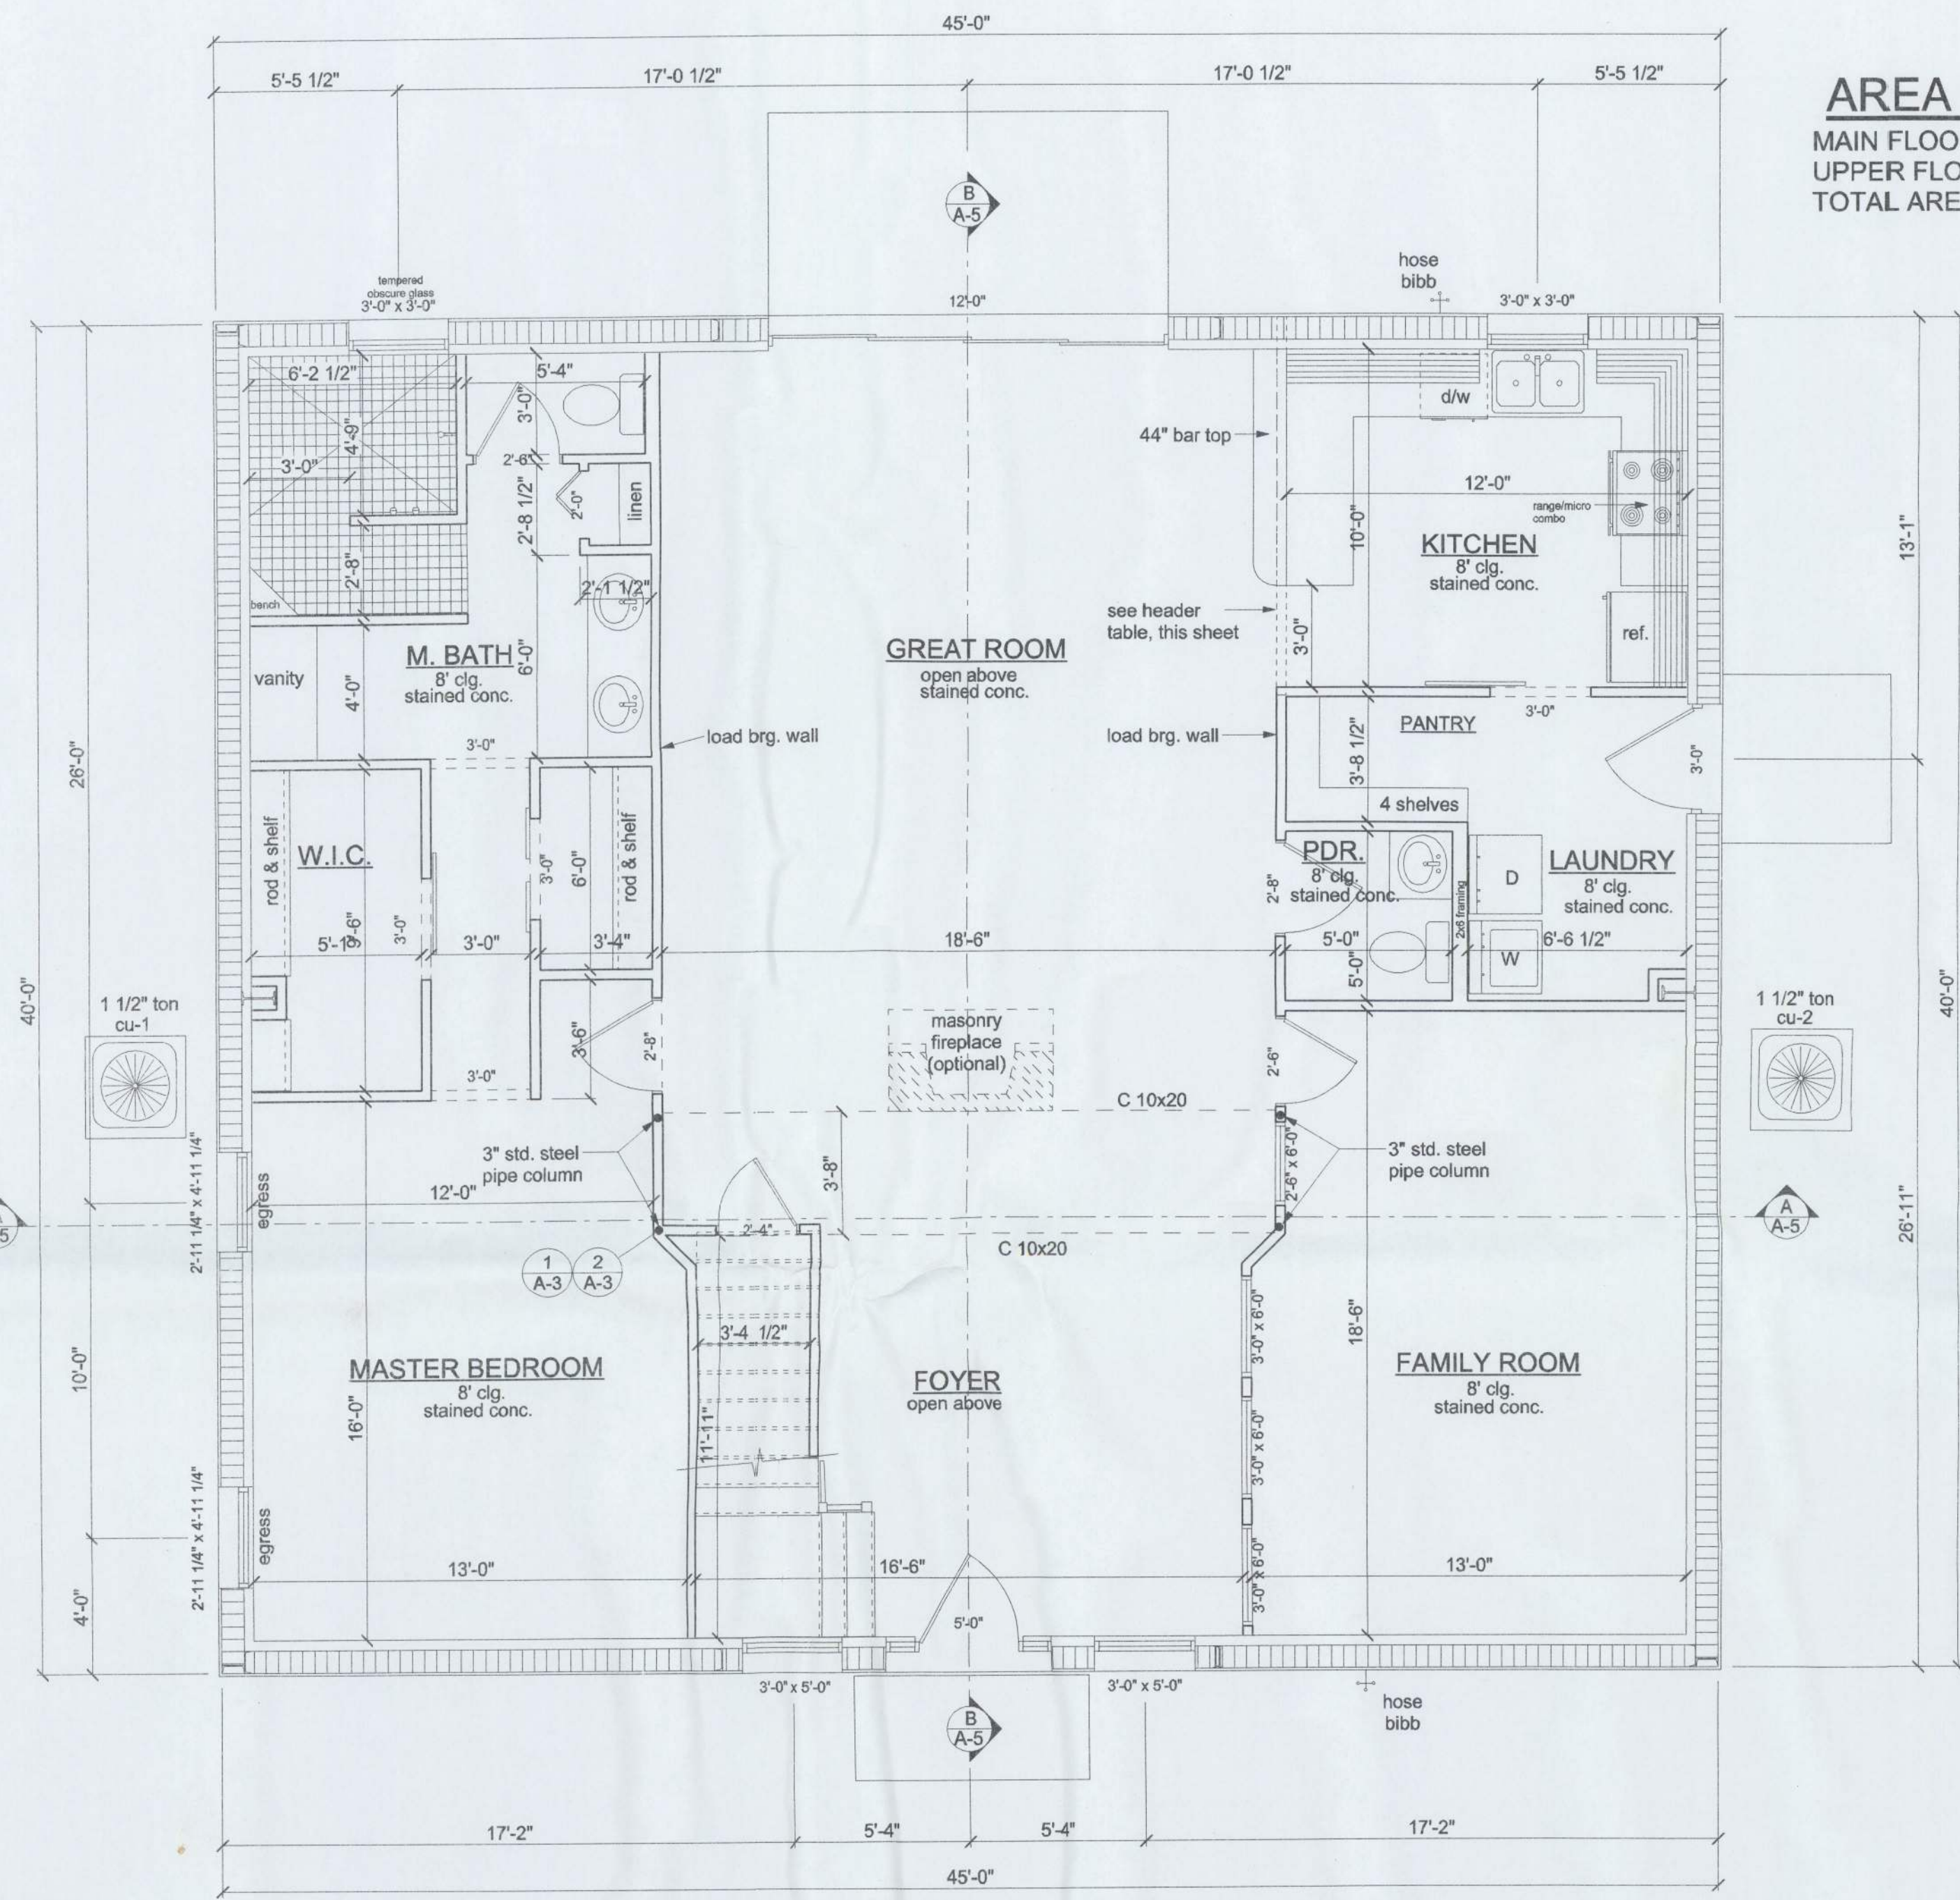 45'-0"
5'-5 1/2"
17'-0 1/2"
17'-0 1/2"
5'-5 1/2"
AREA
MAIN FLOO
UPPER FLO
TOTAL ARE
B
A-5
tempered
obscure glass
3'-0" x 3'-0"
12'-0"
hose
bibb
3'-0" x 3'-0"
6'-2 1/2"
5'-4"
3'-0"
4'-9"
3'-0"
2'-6"
2'-8 1/2"
2'-0"
linen
2'-8"
bench
2'-1 1/2"
d/w
44" bar top
12'-0"
range/micro
combo
10'-0"
KITCHEN
8' clg.
stained conc.
13'-1"
see header
table, this sheet
3'-0"
ref.
GREAT ROOM
open above
stained conc.
vanity
M. BATH
8' clg.
stained conc.
6'-0"
4'-0"
3'-0"
load brg. wall
load brg. wall
PANTRY
3'-0"
3'-8 1/2"
3'-0"
4 shelves
26'-0"
rod & shelf
W.I.C.
3'-0"
6'-0"
rod & shelf
PDR.
8' clg.
stained conc.
2'-8"
2x6 framing
D
LAUNDRY
8' clg.
stained conc.
5'-1"
9'-6"
3'-0"
3'-0"
3'-4"
18'-6"
5'-0"
5'-0"
W
6'-6 1/2"
40'-0"
40'-0"
1 1/2" ton
cu-1
3'-0"
3'-6"
2'-8"
masonry
fireplace
(optional)
2'-6"
1 1/2" ton
cu-2
C 10x20
3" std. steel
pipe column
3'-8"
2'-6" x 6'-0"
3" std. steel
pipe column
2'-11 1/4" x 4'-11 1/4"
egress
12'-0"
2'-4"
C 10x20
A
A-5
5
26'-11"
1
A-3
2
A-3
3'-4 1/2"
3'-0" x 6'-0"
18'-6"
10'-0"
MASTER BEDROOM
8' clg.
stained conc.
16'-0"
11'-11"
FOYER
open above
FAMILY ROOM
8' clg.
stained conc.
3'-0" x 6'-0"
2'-11 1/4" x 4'-11 1/4"
egress
13'-0"
16'-6"
3'-0" x 6'-0"
13'-0"
4'-0"
5'-0"
3'-0" x 5'-0"
3'-0" x 5'-0"
hose
bibb
B
A-5
17'-2"
5'-4"
5'-4"
17'-2"
45'-0"